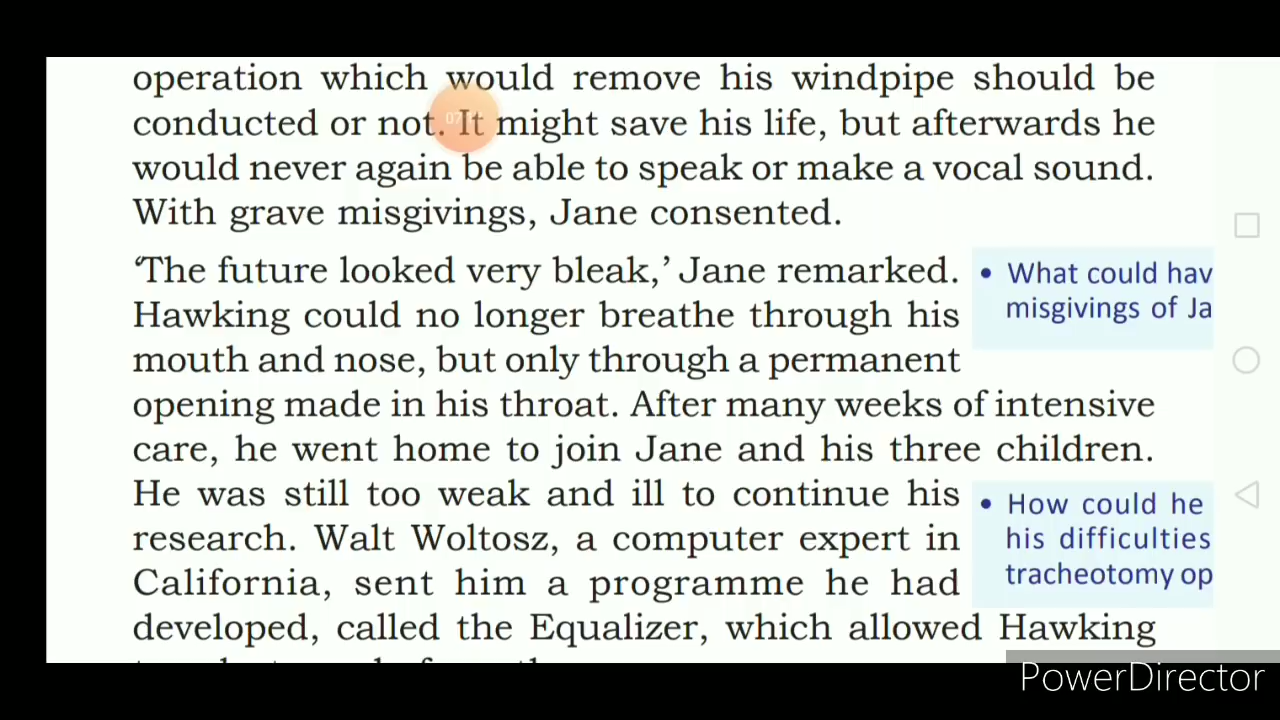 operation which would remove his windpipe should be
conducted or not. It might save his life, but afterwards he
would never again be able to speak or make a vocal sound.
With grave misgivings, Jane consented.
‘The future looked very bleak,’ Jane remarked.
Hawking could no longer breathe through his
mouth and nose, but only through a permanent
opening made in his throat. After many weeks of intensive
care, he went home to join Jane and his three children.
He was still too weak and ill to continue his
research. Walt Woltosz, a computer expert in
California, sent him a programme he had
developed, called the Equalizer, which allowed Hawking
• What could hav
misgivings of Ja
• How could he
his difficulties
tracheotomy op
PowerDirector